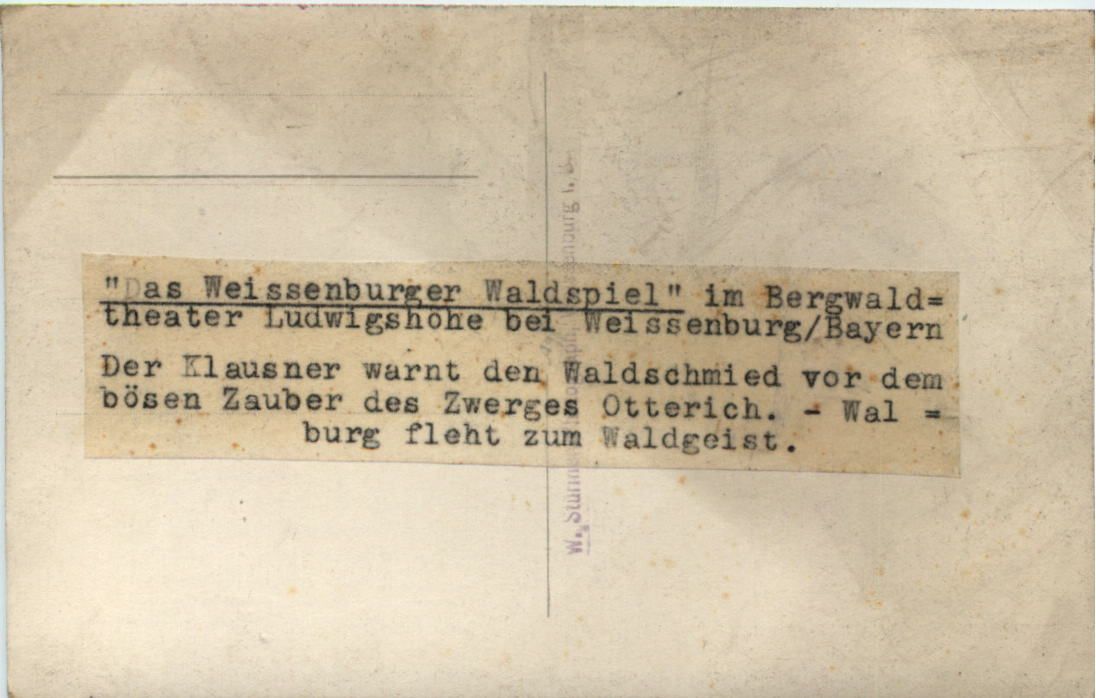 "Das Weissenburger Waldspiel" im Bergwald=
theater Ludwigshöhe bei Weissenburg/Bayern
Der Klausner warnt den Waldschmied vor dem
bösen Zauber des Zwerges Otterich. - Wal =
burg fleht zum Waldgeist.
W.